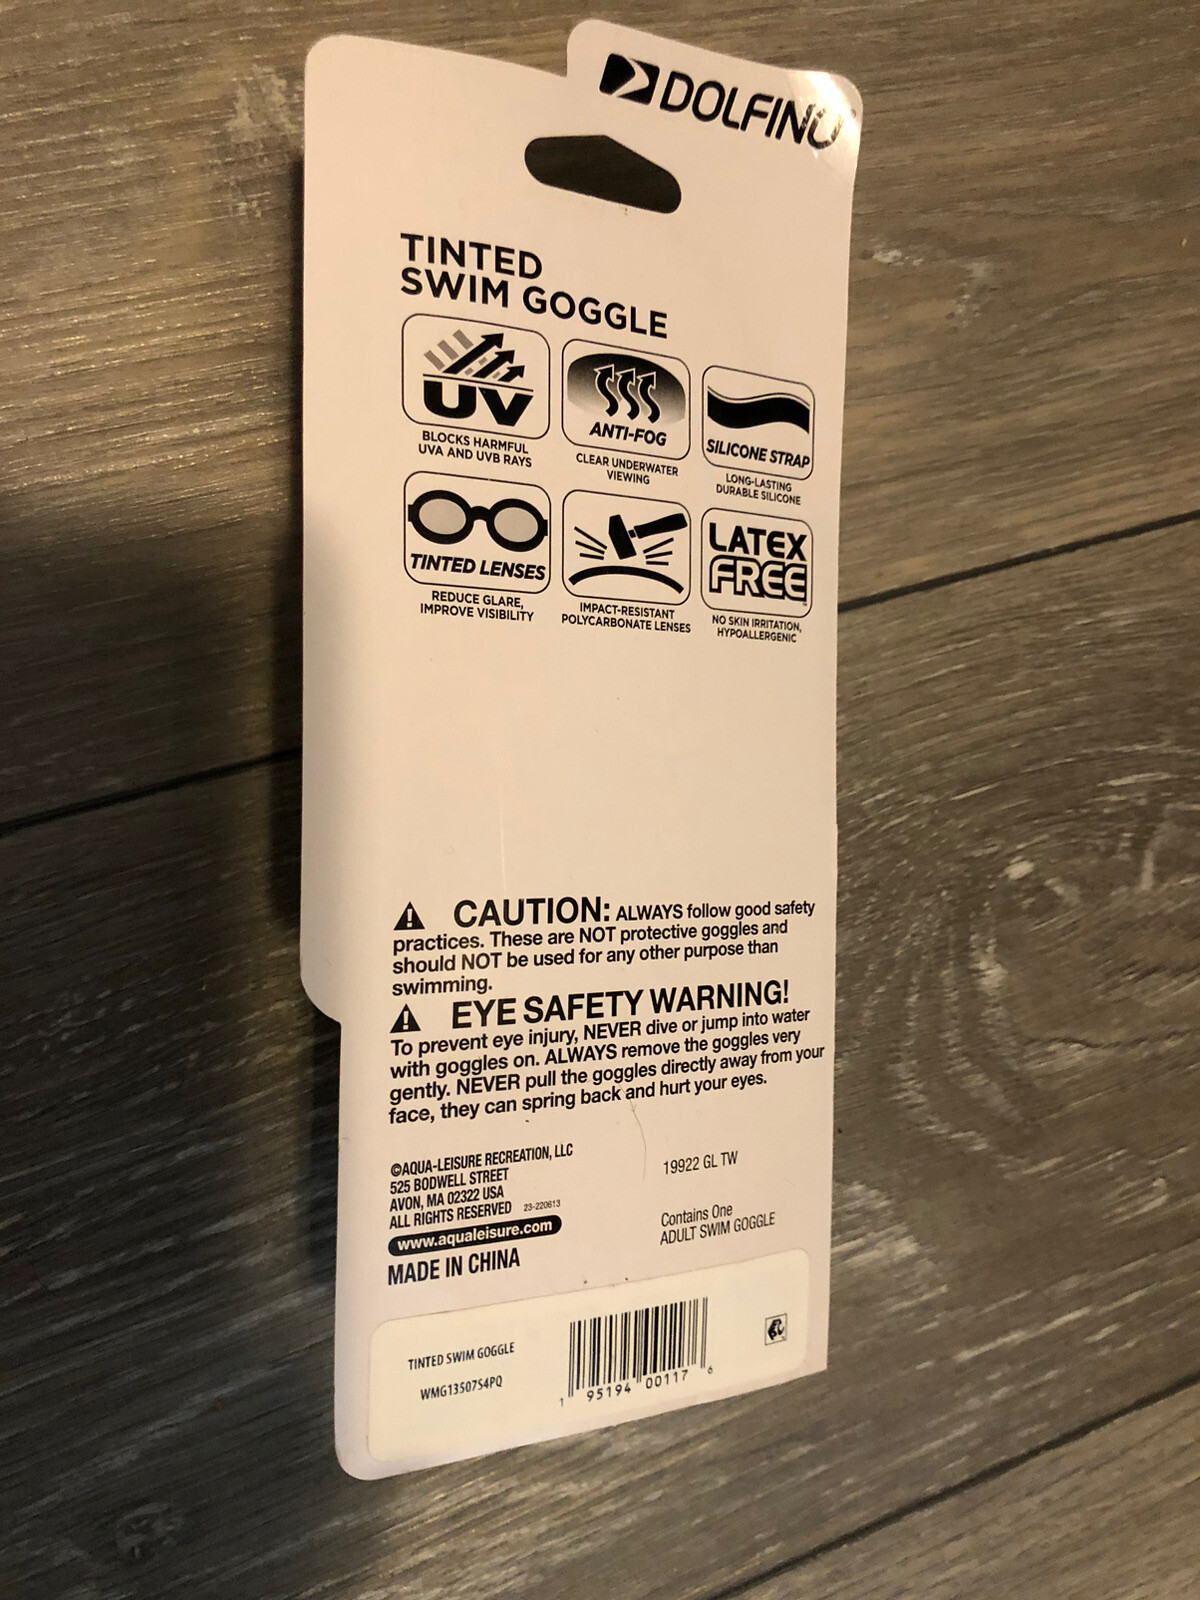 DOLFINO
TINTED
SWIM GOGGLE
UV
BLOCKS HARMFUL
UVA AND UVB RAYS
ANTI-FOG
CLEAR UNDERWATER
VIEWING
SILICONE STRAP
LONG-LASTING
DURABLE SILICONE
TINTED LENSES
REDUCE GLARE,
IMPROVE VISIBILITY
IMPACT-RESISTANT
POLYCARBONATE LENSES
LATEX
FREE
NO SKIN IRRITATION,
HYPOALLERGENIC
CAUTION: ALWAYS follow good safety
practices. These are NOT protective goggles and
should NOT be used for any other purpose than
swimming.
EYE SAFETY WARNING!
To prevent eye injury, NEVER dive or jump into water
with goggles on. ALWAYS remove the goggles very
gently. NEVER pull the goggles directly away from your
face, they can spring back and hurt your eyes.
©AQUA-LEISURE RECREATION, LLC
525 BODWELL STREET
AVON, MA 02322 USA
ALL RIGHTS RESERVED 23-220613
www.aqualeisure.com
MADE IN CHINA
19922 GL TW
Contains One
ADULT SWIM GOGGLE
TINTED SWIM GOGGLE
WMG13507S4PQ
1 95194 00117 6